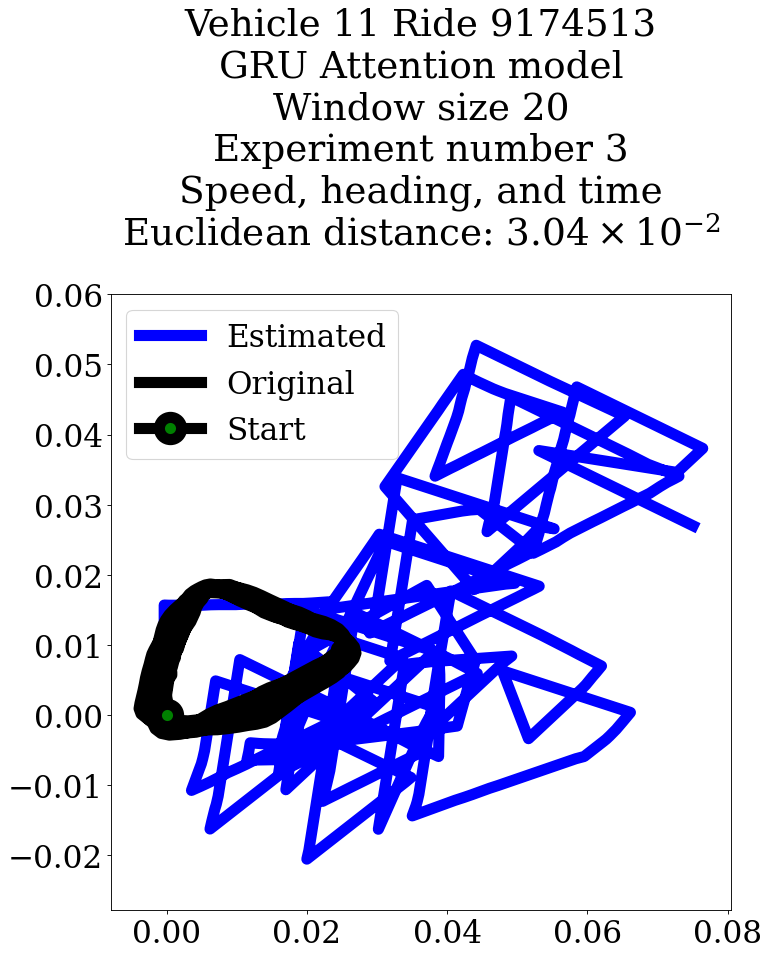 Vehicle 11 Ride 9174513
GRU Attention model
Window size 20
Experiment number 3
Speed, heading, and time
Euclidean distance: 3.04 × 10⁻²
0.06
0.05
0.04
0.03
0.02
0.01
0.00
−0.01
−0.02
Estimated
Original
Start
0.00 0.02 0.04 0.06 0.08